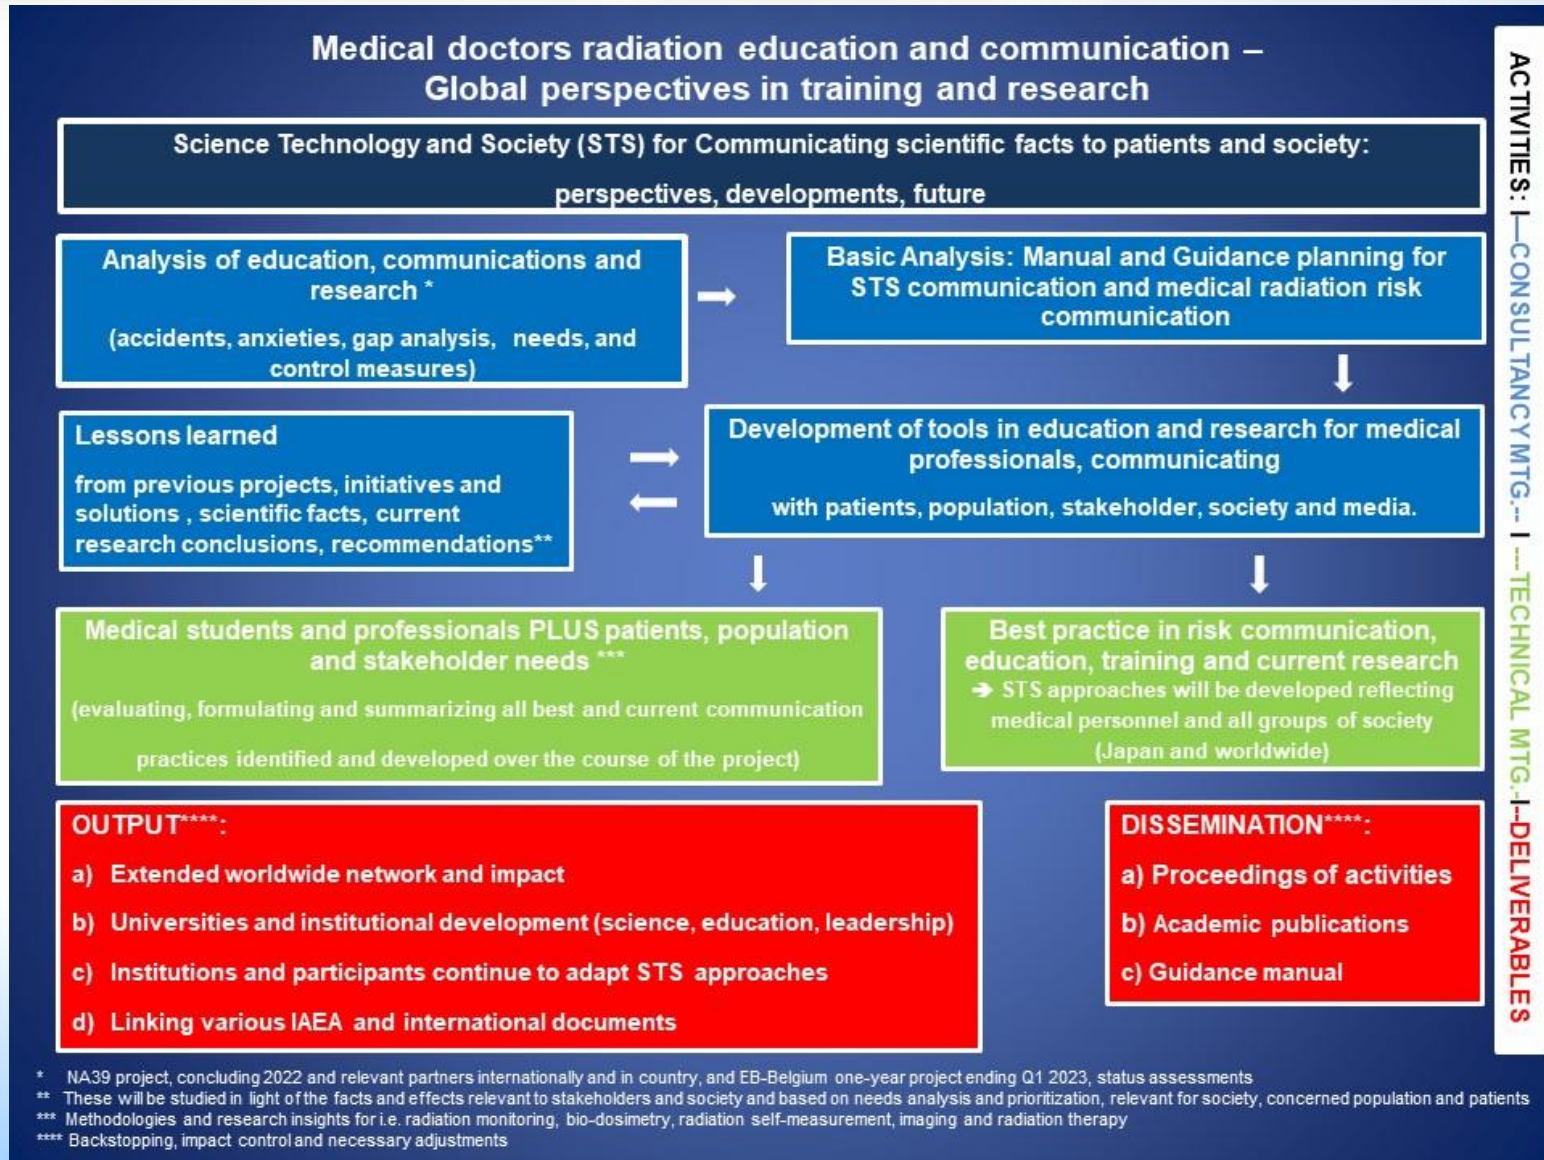 Medical doctors radiation education and communication –
Global perspectives in training and research
Science Technology and Society (STS) for Communicating scientific facts to patients and society:
perspectives, developments, future
Analysis of education, communications and
research *
(accidents, anxieties, gap analysis, needs, and
control measures)
Basic Analysis: Manual and Guidance planning for
STS communication and medical radiation risk
communication
Lessons learned
from previous projects, initiatives and
solutions , scientific facts, current
research conclusions, recommendations**
Development of tools in education and research for medical
professionals, communicating
with patients, population, stakeholder, society and media.
Medical students and professionals PLUS patients, population
and stakeholder needs ***
(evaluating, formulating and summarizing all best and current communication
practices identified and developed over the course of the project)
Best practice in risk communication,
education, training and current research
➔ STS approaches will be developed reflecting
medical personnel and all groups of society
(Japan and worldwide)
OUTPUT****:
a) Extended worldwide network and impact
b) Universities and institutional development (science, education, leadership)
c) Institutions and participants continue to adapt STS approaches
d) Linking various IAEA and international documents
DISSEMINATION****:
a) Proceedings of activities
b) Academic publications
c) Guidance manual
* NA39 project, concluding 2022 and relevant partners internationally and in country, and EB-Belgium one-year project ending Q1 2023, status assessments
** These will be studied in light of the facts and effects relevant to stakeholders and society and based on needs analysis and prioritization, relevant for society, concerned population and patients
*** Methodologies and research insights for i.e. radiation monitoring, bio-dosimetry, radiation self-measurement, imaging and radiation therapy
**** Backstopping, impact control and necessary adjustments
ACTIVITIES: I—CONSULTANCY MTG.-- I ---TECHNICAL MTG.-I--DELIVERABLES